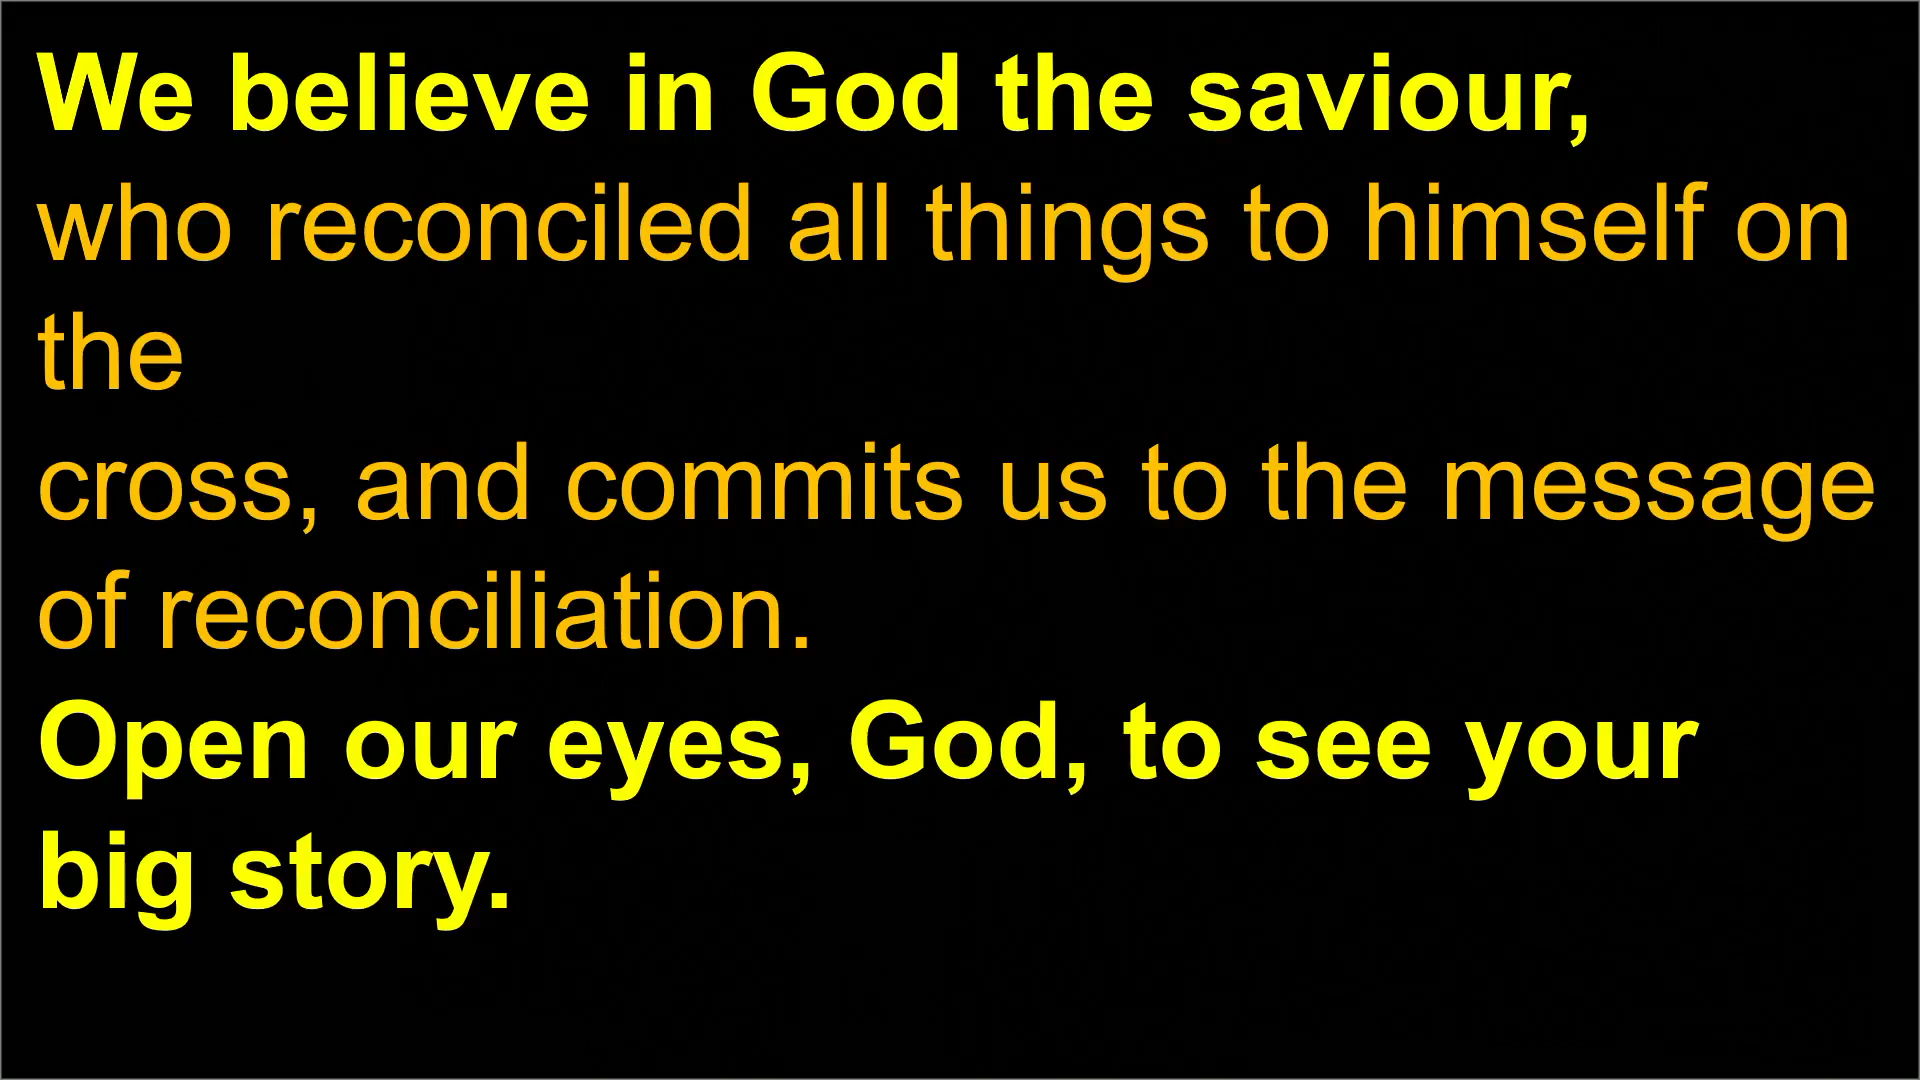 We believe in God the saviour,
who reconciled all things to himself on
the
cross, and commits us to the message
of reconciliation.
Open our eyes, God, to see your
big story.